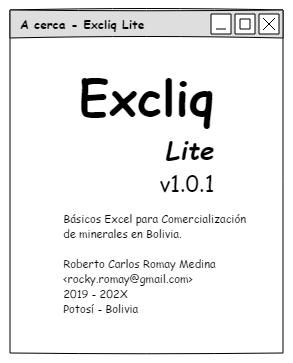 A cerca - Excliq Lite
Excliq
Lite
v1.0.1
Básicos Excel para Comercialización
de minerales en Bolivia.
Roberto Carlos Romay Medina
<rocky.romay@gmail.com>
2019 - 202X
Potosí - Bolivia